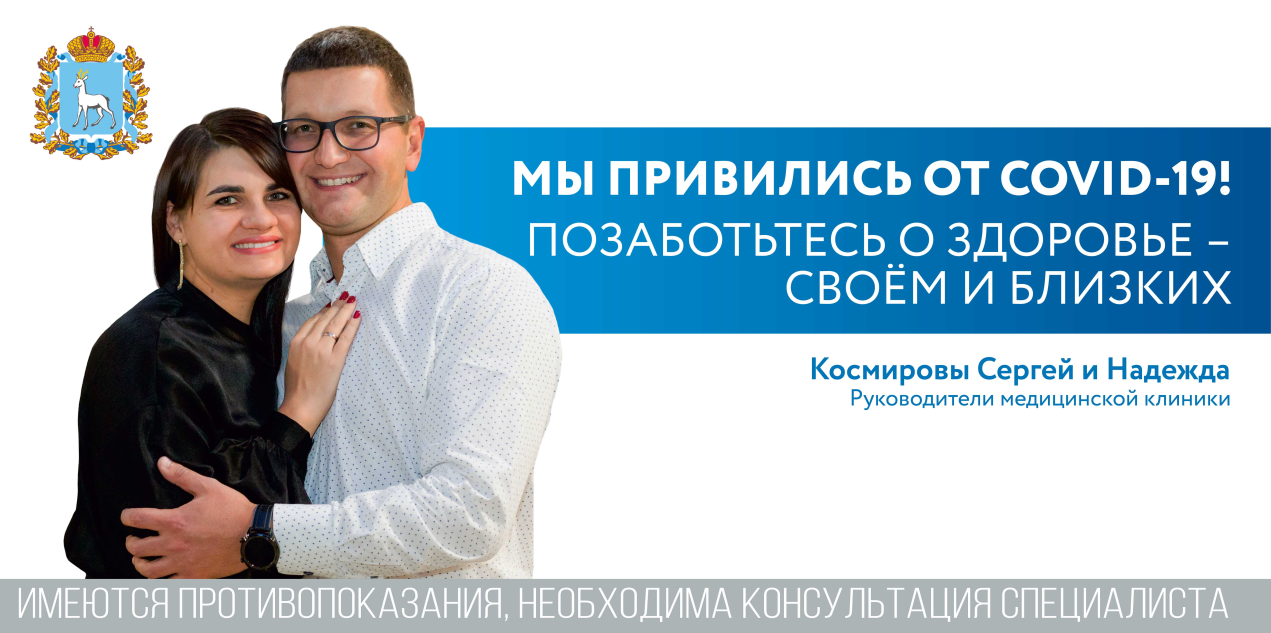 МЫ ПРИВИЛИСЬ ОТ COVID-19!
ПОЗАБОТЬТЕСЬ О ЗДОРОВЬЕ –
СВОЁМ И БЛИЗКИХ
Космировы Сергей и Надежда
Руководители медицинской клиники
ИМЕЮТСЯ ПРОТИВОПОКАЗАНИЯ, НЕОБХОДИМА КОНСУЛЬТАЦИЯ СПЕЦИАЛИСТА